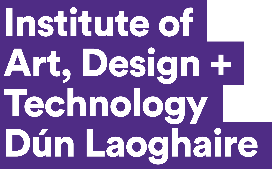 Institute of
Art, Design +
Technology
Dún Laoghaire